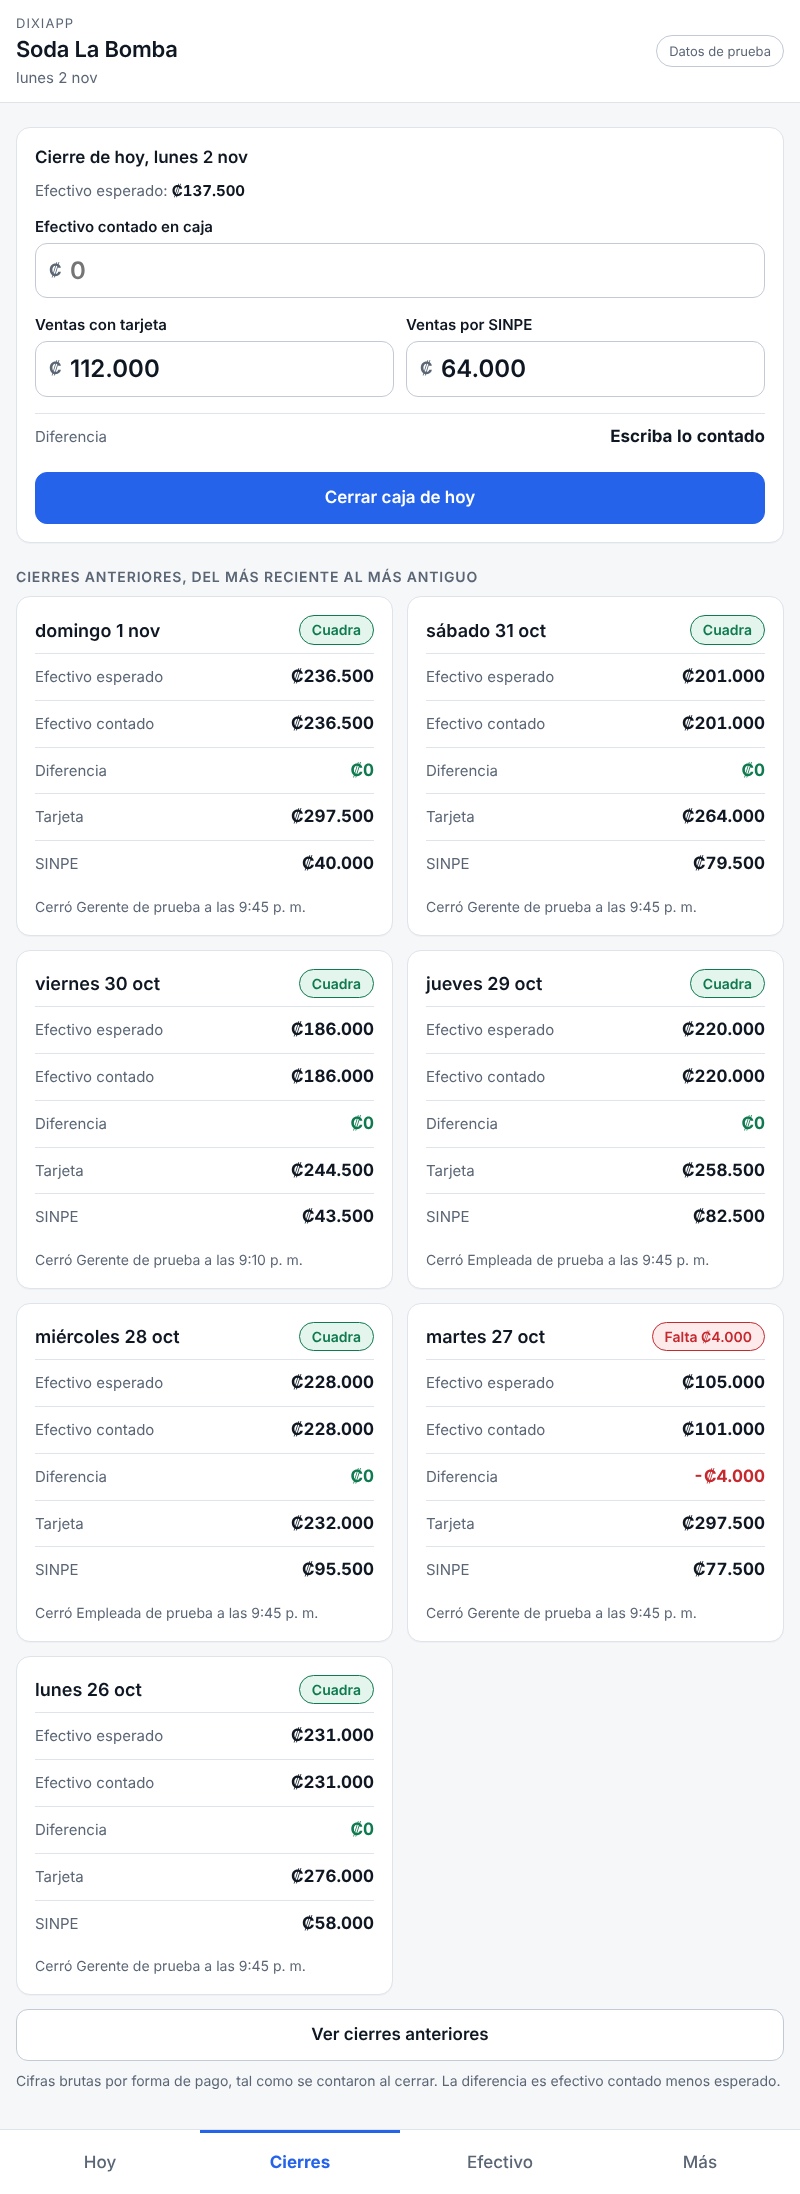 DIXIAPP
Soda La Bomba
lunes 2 nov
Datos de prueba
Cierre de hoy, lunes 2 nov
Efectivo esperado: ₡137.500
Efectivo contado en caja
₡ 0
Ventas con tarjeta
₡ 112.000
Ventas por SINPE
₡ 64.000
Diferencia Escriba lo contado
Cerrar caja de hoy
CIERRES ANTERIORES, DEL MÁS RECIENTE AL MÁS ANTIGUO
domingo 1 nov Cuadra
Efectivo esperado ₡236.500
Efectivo contado ₡236.500
Diferencia ₡0
Tarjeta ₡297.500
SINPE ₡40.000
Cerró Gerente de prueba a las 9:45 p. m.
sábado 31 oct Cuadra
Efectivo esperado ₡201.000
Efectivo contado ₡201.000
Diferencia ₡0
Tarjeta ₡264.000
SINPE ₡79.500
Cerró Gerente de prueba a las 9:45 p. m.
viernes 30 oct Cuadra
Efectivo esperado ₡186.000
Efectivo contado ₡186.000
Diferencia ₡0
Tarjeta ₡244.500
SINPE ₡43.500
Cerró Gerente de prueba a las 9:10 p. m.
jueves 29 oct Cuadra
Efectivo esperado ₡220.000
Efectivo contado ₡220.000
Diferencia ₡0
Tarjeta ₡258.500
SINPE ₡82.500
Cerró Empleada de prueba a las 9:45 p. m.
miércoles 28 oct Cuadra
Efectivo esperado ₡228.000
Efectivo contado ₡228.000
Diferencia ₡0
Tarjeta ₡232.000
SINPE ₡95.500
Cerró Empleada de prueba a las 9:45 p. m.
martes 27 oct Falta ₡4.000
Efectivo esperado ₡105.000
Efectivo contado ₡101.000
Diferencia -₡4.000
Tarjeta ₡297.500
SINPE ₡77.500
Cerró Gerente de prueba a las 9:45 p. m.
lunes 26 oct Cuadra
Efectivo esperado ₡231.000
Efectivo contado ₡231.000
Diferencia ₡0
Tarjeta ₡276.000
SINPE ₡58.000
Cerró Gerente de prueba a las 9:45 p. m.
Ver cierres anteriores
Cifras brutas por forma de pago, tal como se contaron al cerrar. La diferencia es efectivo contado menos esperado.
Hoy Cierres Efectivo Más